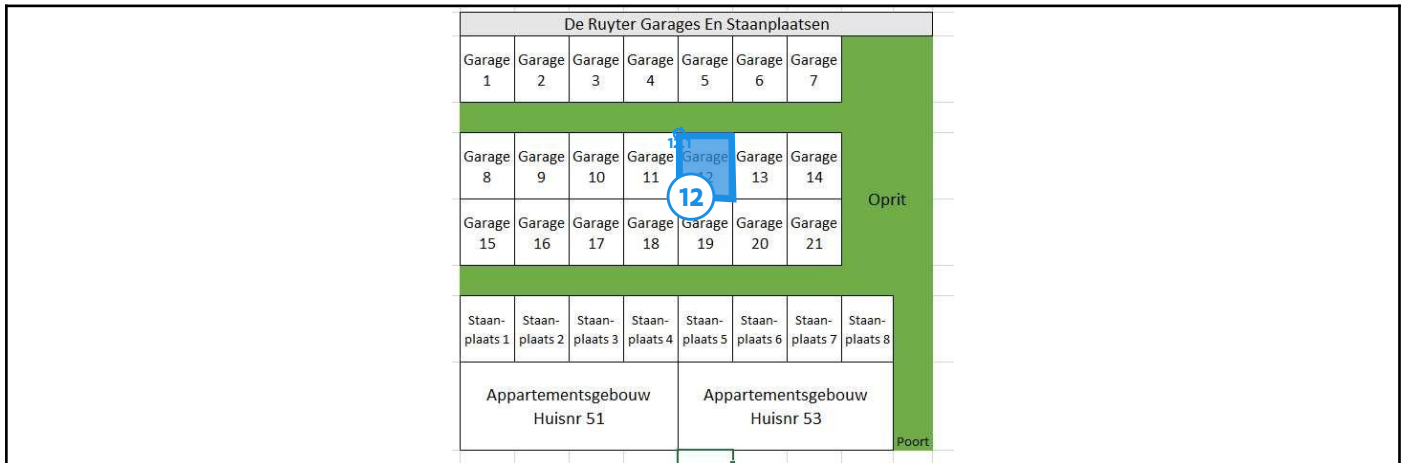 De Ruyter Garages En Staanplaatsen
Garage 1 Garage 2 Garage 3 Garage 4 Garage 5 Garage 6 Garage 7
12.1
Garage 8 Garage 9 Garage 10 Garage 11 Garage 12 Garage 13 Garage 14
12
Oprit
Garage 15 Garage 16 Garage 17 Garage 18 Garage 19 Garage 20 Garage 21
Staan-plaats 1 Staan-plaats 2 Staan-plaats 3 Staan-plaats 4 Staan-plaats 5 Staan-plaats 6 Staan-plaats 7 Staan-plaats 8
Appartementsgebouw
Huisnr 51
Appartementsgebouw
Huisnr 53
Poort